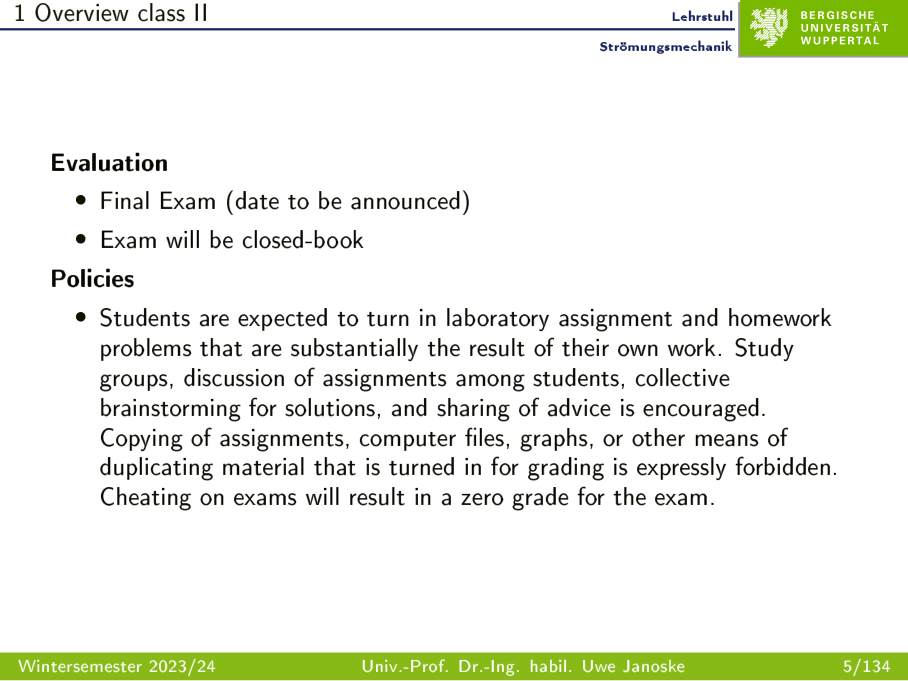 1 Overview class II
Lehrstuhl
Strömungsmechanik
BERGISCHE
UNIVERSITÄT
WUPPERTAL
Evaluation
• Final Exam (date to be announced)
• Exam will be closed-book
Policies
• Students are expected to turn in laboratory assignment and homework
problems that are substantially the result of their own work. Study
groups, discussion of assignments among students, collective
brainstorming for solutions, and sharing of advice is encouraged.
Copying of assignments, computer files, graphs, or other means of
duplicating material that is turned in for grading is expressly forbidden.
Cheating on exams will result in a zero grade for the exam.
Wintersemester 2023/24
Univ.-Prof. Dr.-Ing. habil. Uwe Janoske
5/134